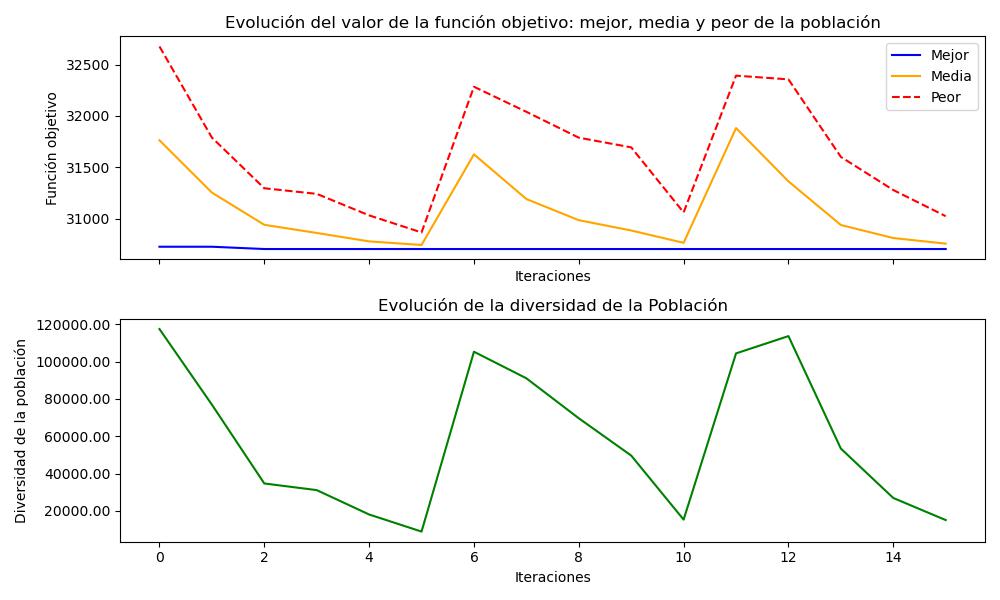 Evolución del valor de la función objetivo: mejor, media y peor de la población
Función objetivo
32500
32000
31500
31000
Mejor
Media
Peor
Iteraciones
Evolución de la diversidad de la Población
Diversidad de la población
120000.00
100000.00
80000.00
60000.00
40000.00
20000.00
0 2 4 6 8 10 12 14
Iteraciones